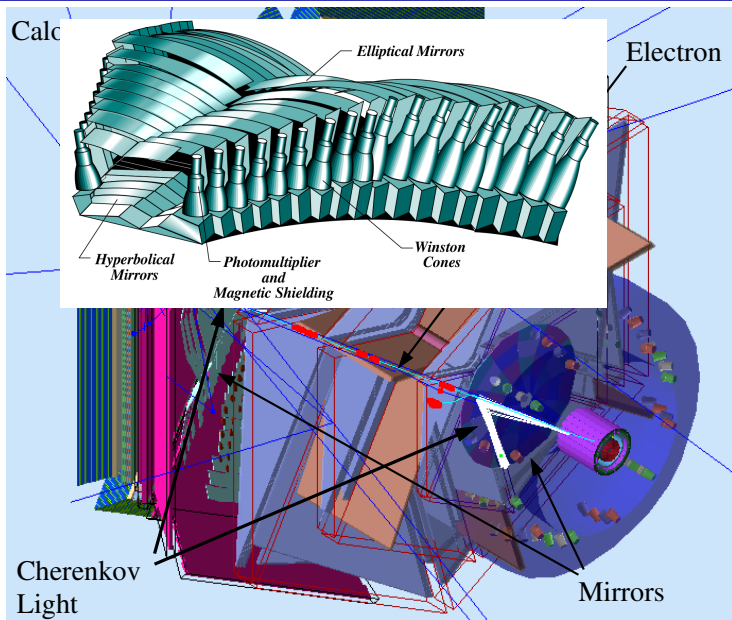 Calo
Elliptical Mirrors
Electron
Hyperbolical
Mirrors
Photomultiplier
and
Magnetic Shielding
Winston
Cones
Cherenkov
Light
Mirrors